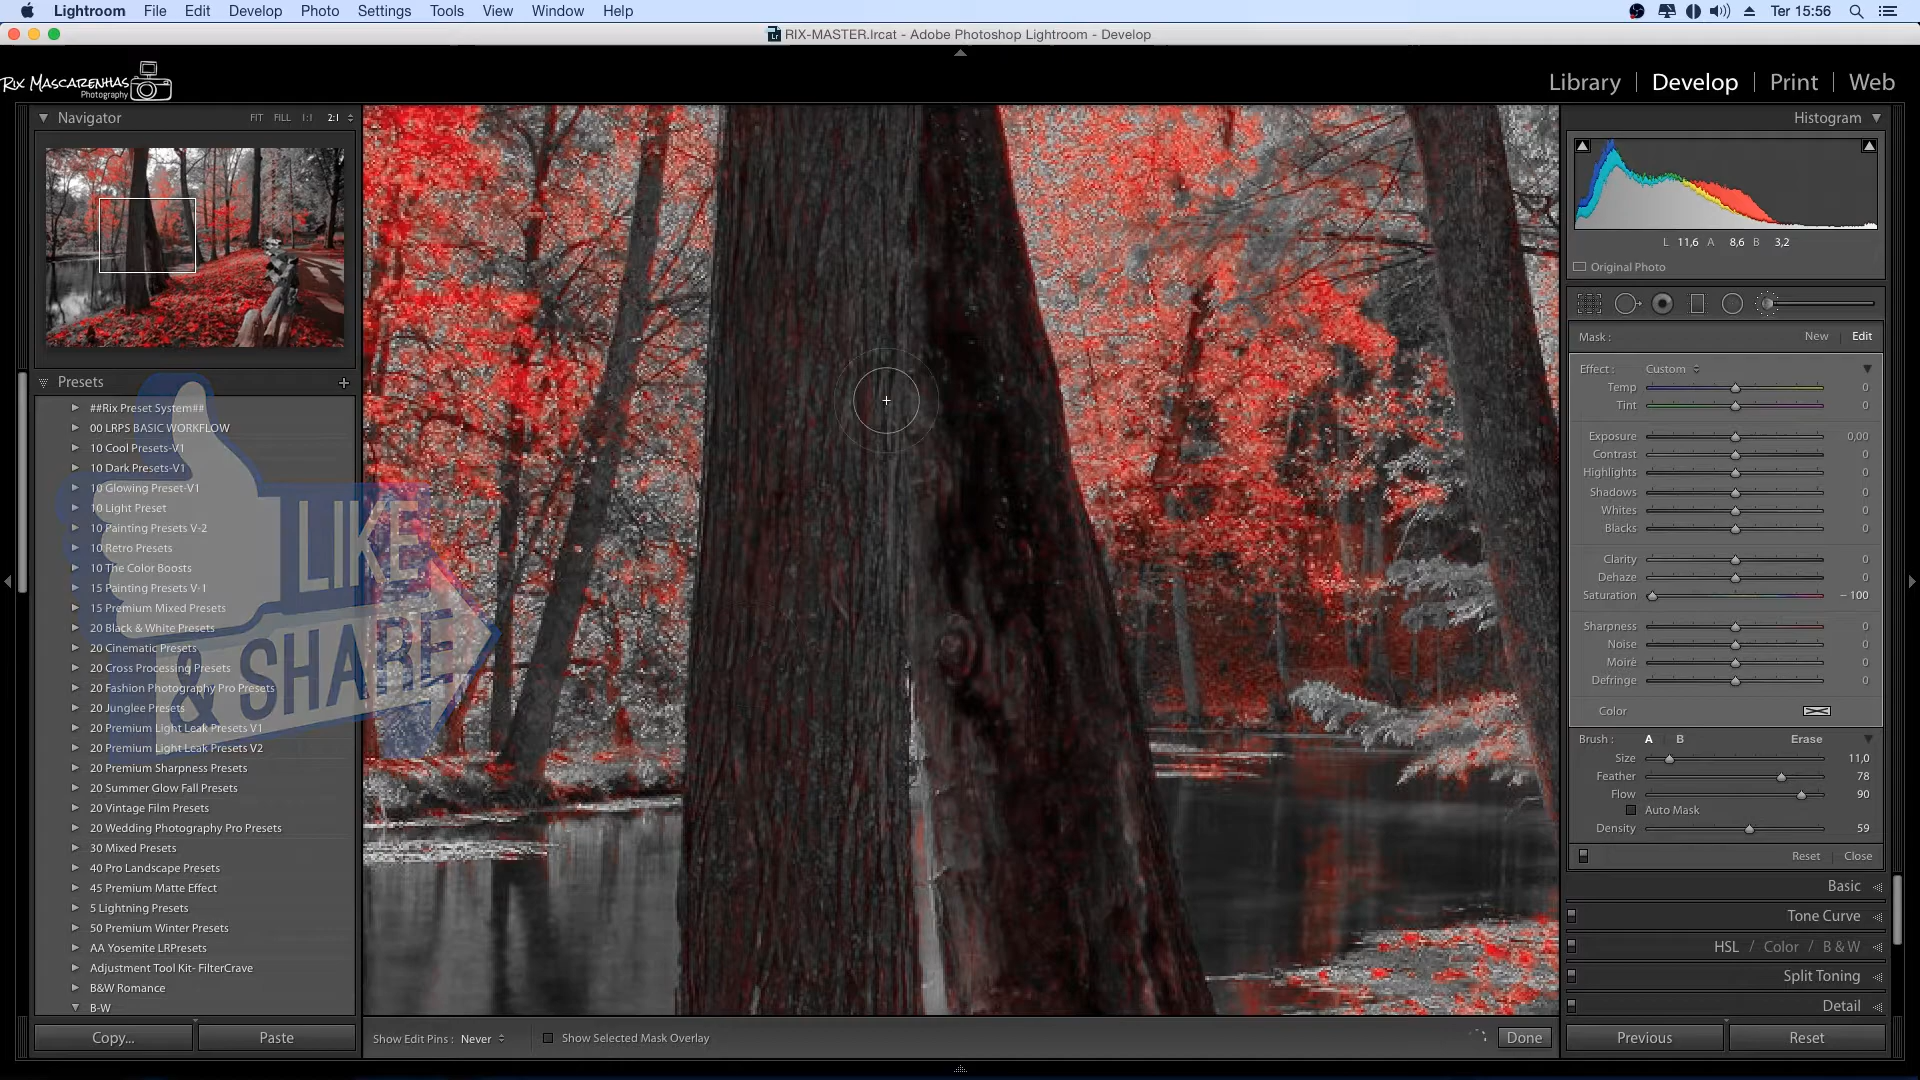 Lightroom File Edit Develop Photo Settings Tools View Window Help Ter 15:56
RIX-MASTER.lrcat - Adobe Photoshop Lightroom - Develop
RIX MASCARENHAS
Photography
Library Develop Print Web
Navigator FIT FILL 1:1 2:1
Histogram
L 11,6 A 8,6 B 3,2
Original Photo
Presets +
##Rix Preset System##
00 LRPS BASIC WORKFLOW
10 Cool Presets-V1
10 Dark Presets-V1
10 Glowing Preset-V1
10 Light Preset
10 Painting Presets V-2
10 Retro Presets
10 The Color Boosts
15 Painting Presets V-1
15 Premium Mixed Presets
20 Black & White Presets
20 Cinematic Presets
20 Cross Processing Presets
20 Fashion Photography Pro Presets
20 Junglee Presets
20 Premium Light Leak Presets V1
20 Premium Light Leak Presets V2
20 Premium Sharpness Presets
20 Summer Glow Fall Presets
20 Vintage Film Presets
20 Wedding Photography Pro Presets
30 Mixed Presets
40 Pro Landscape Presets
45 Premium Matte Effect
5 Lightning Presets
50 Premium Winter Presets
AA Yosemite LRPresets
Adjustment Tool Kit- FilterCrave
B&W Romance
B-W
LIKE
& SHARE
Copy... Paste
Show Edit Pins : Never Show Selected Mask Overlay Done
Mask : New Edit
Effect : Custom
Temp 0
Tint 0
Exposure 0,00
Contrast 0
Highlights 0
Shadows 0
Whites 0
Blacks 0
Clarity 0
Dehaze 0
Saturation - 100
Sharpness 0
Noise 0
Moirè 0
Defringe 0
Color
Brush : A B Erase
Size 11,0
Feather 78
Flow 90
Auto Mask
Density 59
Reset Close
Basic
Tone Curve
HSL / Color / B & W
Split Toning
Detail
Previous Reset